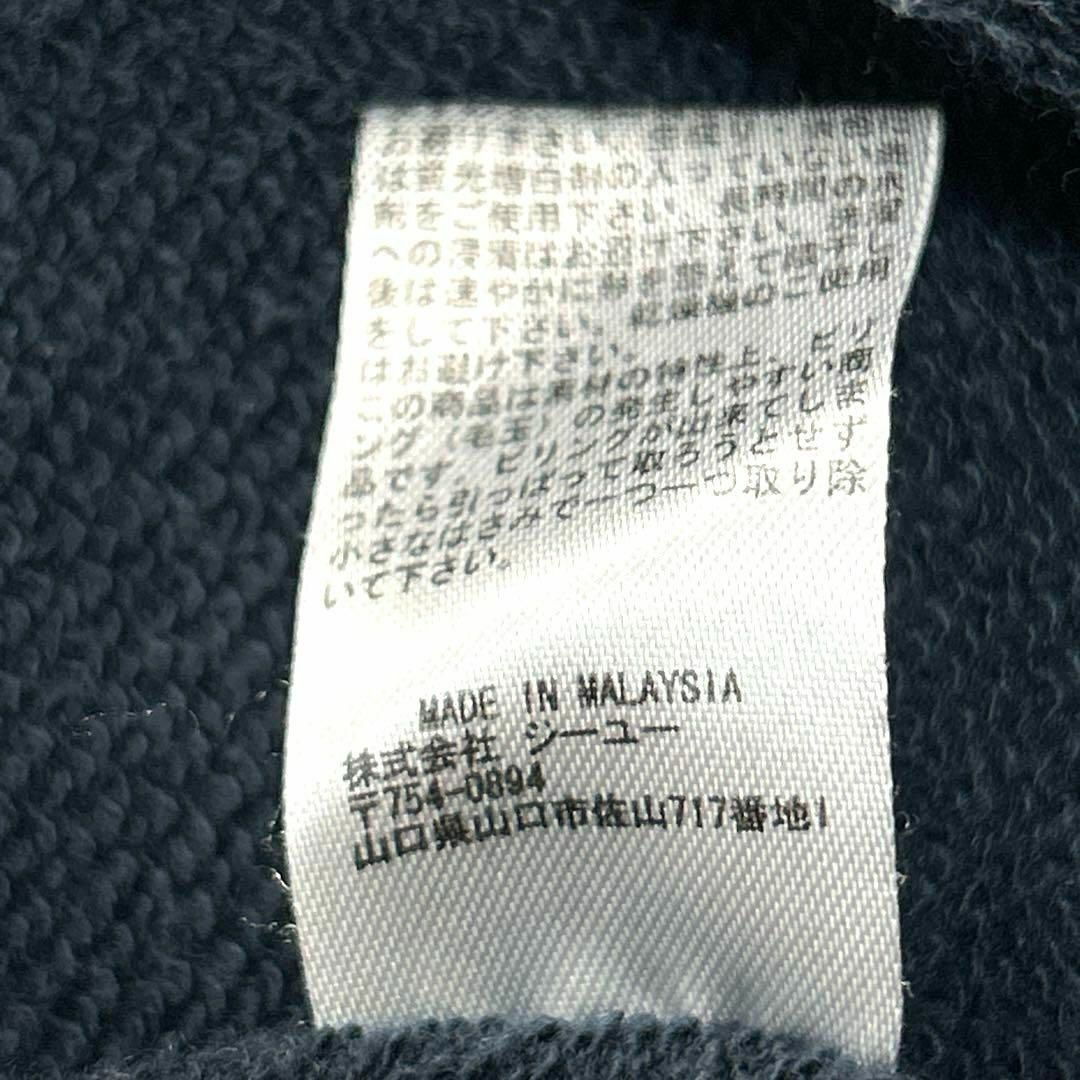 お避け下さい。生成り・淡色に
は蛍光増白剤の入っていない洗
剤をご使用下さい。長時間の水
への浸漬はお避け下さい。洗濯
後は速やかに形を整えて陰干し
をして下さい。乾燥機のご使用
はお避け下さい。
この商品は素材の特性上、ピリ
ング（毛玉）の発生しやすい商
品です。ピリングが出来てしま
ったら引っぱって取ろうとせず
小さなはさみで一つ一つ取り除
いて下さい。
MADE IN MALAYSIA
株式会社 ジーユー
〒754-0894
山口県山口市佐山717番地1